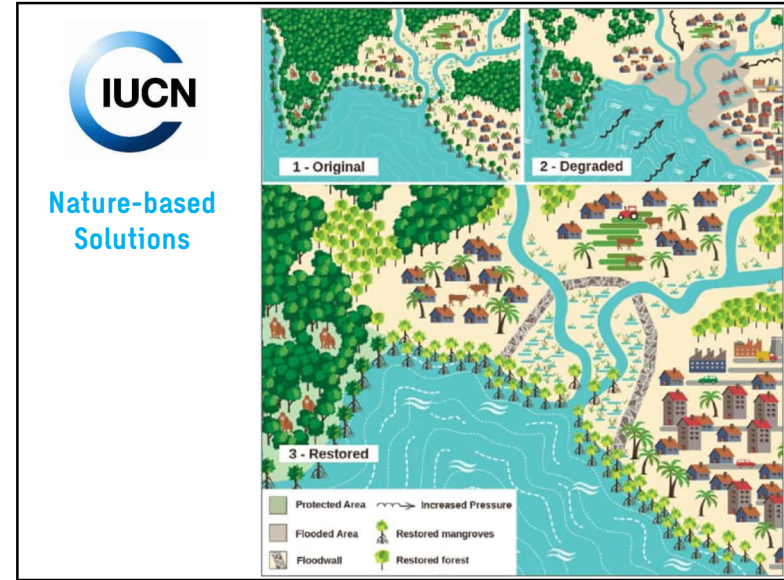 IUCN
Nature-based
Solutions
1 - Original
2 - Degraded
3 - Restored
Protected Area
Increased Pressure
Flooded Area
Restored mangroves
Floodwall
Restored forest